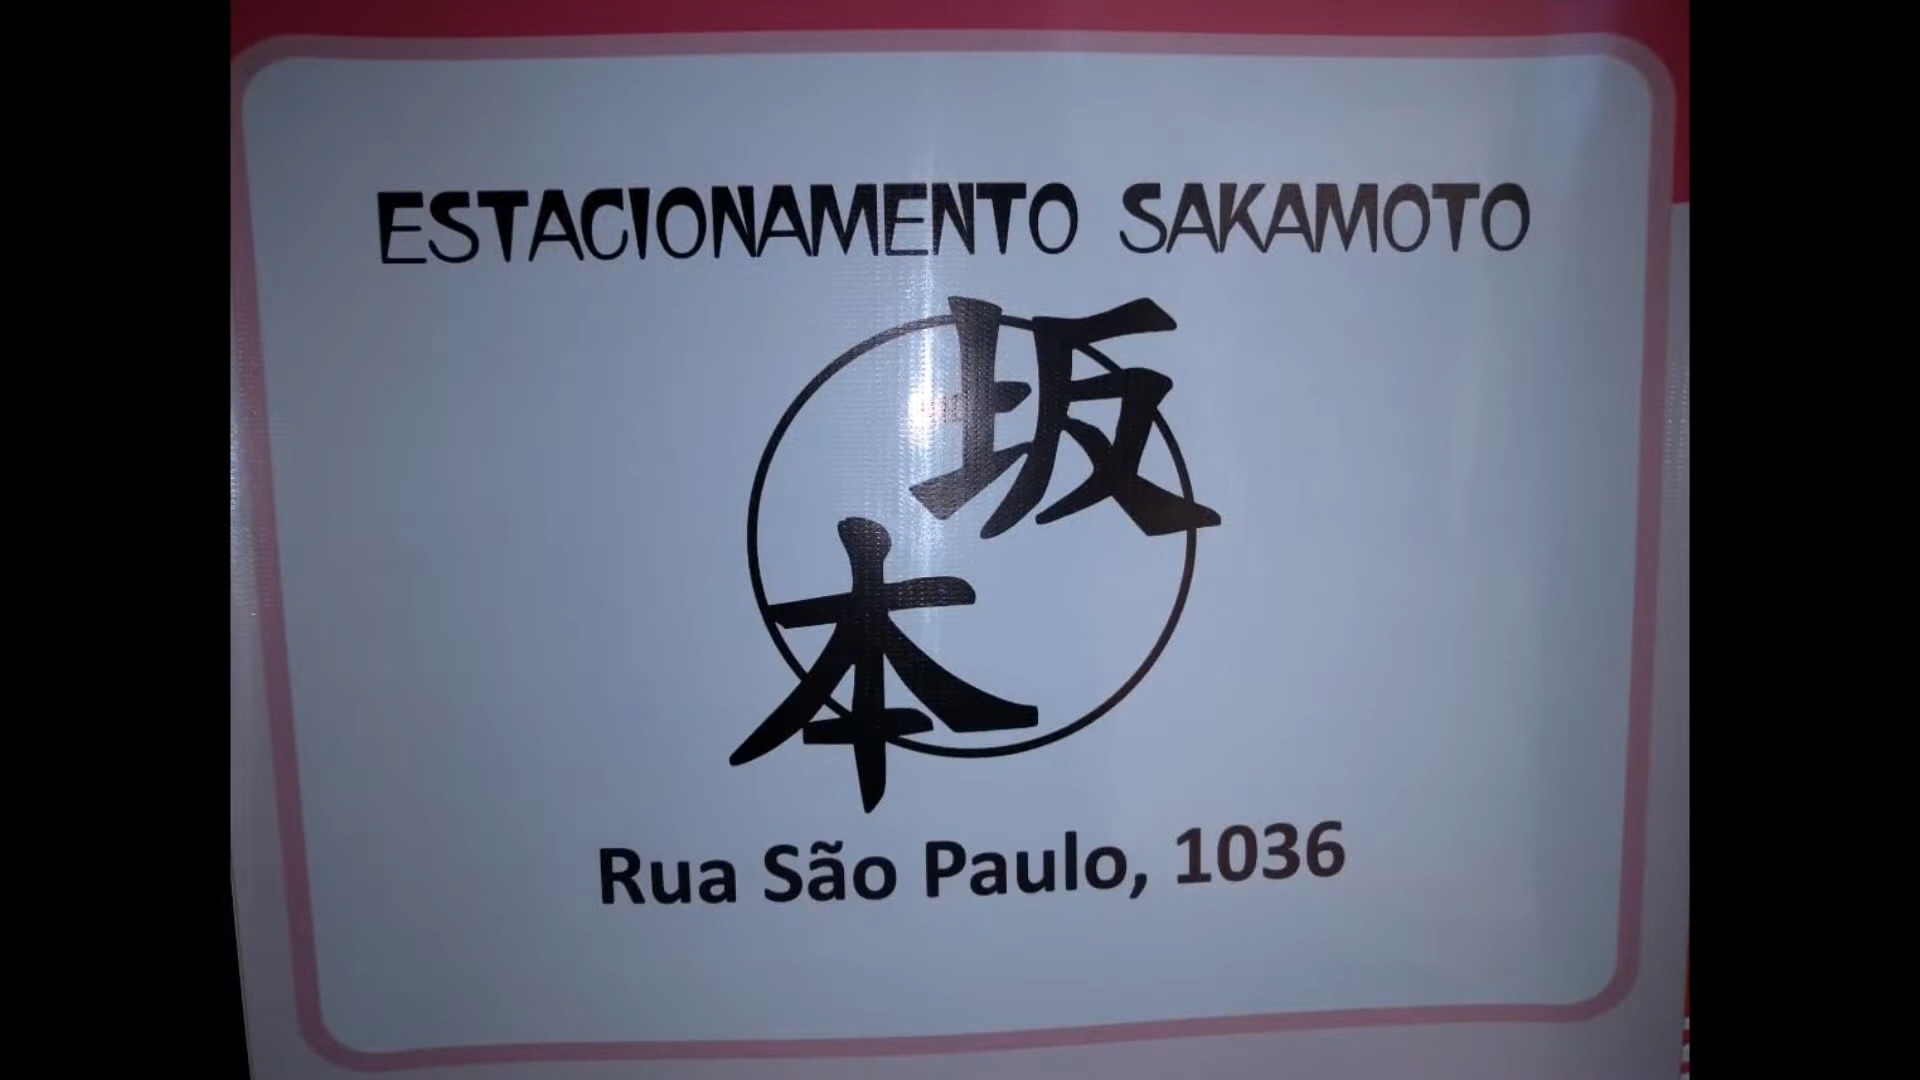 ESTACIONAMENTO SAKAMOTO
坂
本
Rua São Paulo, 1036